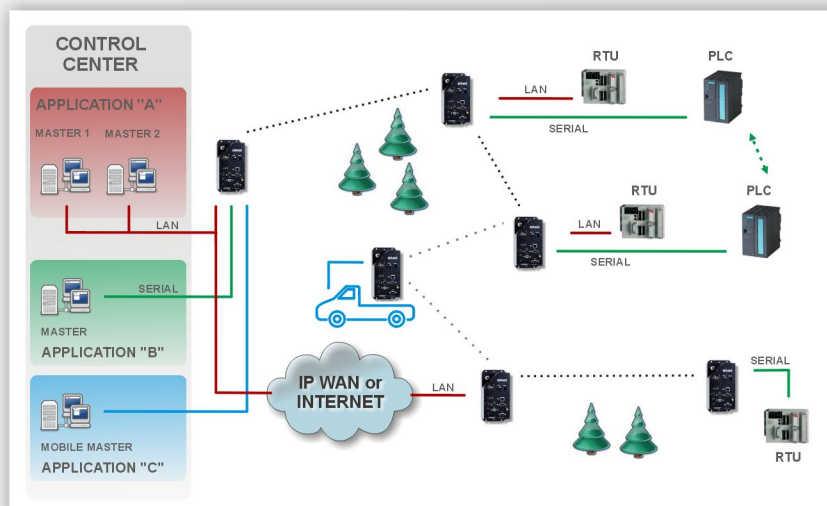 CONTROL
CENTER
APPLICATION "A"
MASTER 1
MASTER 2
LAN
SERIAL
MASTER
APPLICATION "B"
MOBILE MASTER
APPLICATION "C"
IP WAN or
INTERNET
LAN
RTU
PLC
LAN
SERIAL
RTU
PLC
LAN
SERIAL
SERIAL
RTU